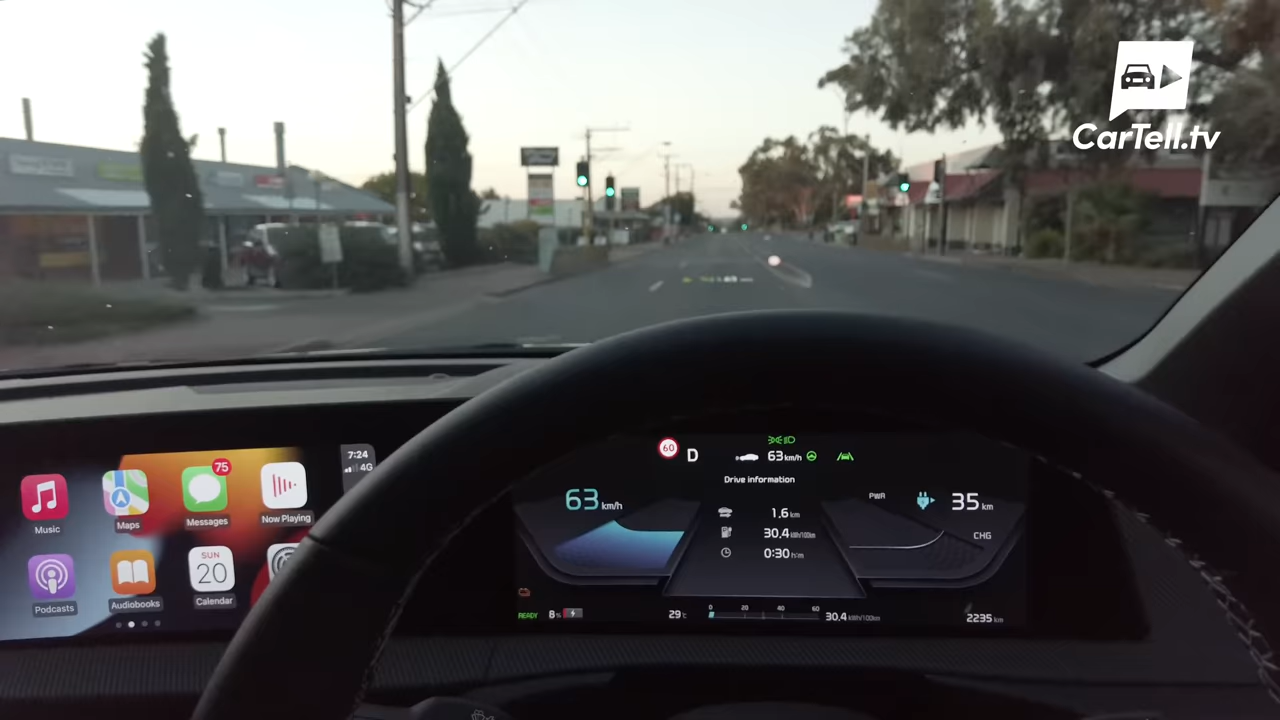 CarTell.tv
7:24
4G
75
Music
Maps
Messages
Now Playing
SUN
20
Podcasts
Audiobooks
Calendar
60
D
63 km/h
Drive information
63 km/h
1.6 km
30.4 kWh/100km
0:30 h:m
PWR
35 km
CHG
READY
8%
29°C
0 20 40 60
30.4 kWh/100km
2235 km